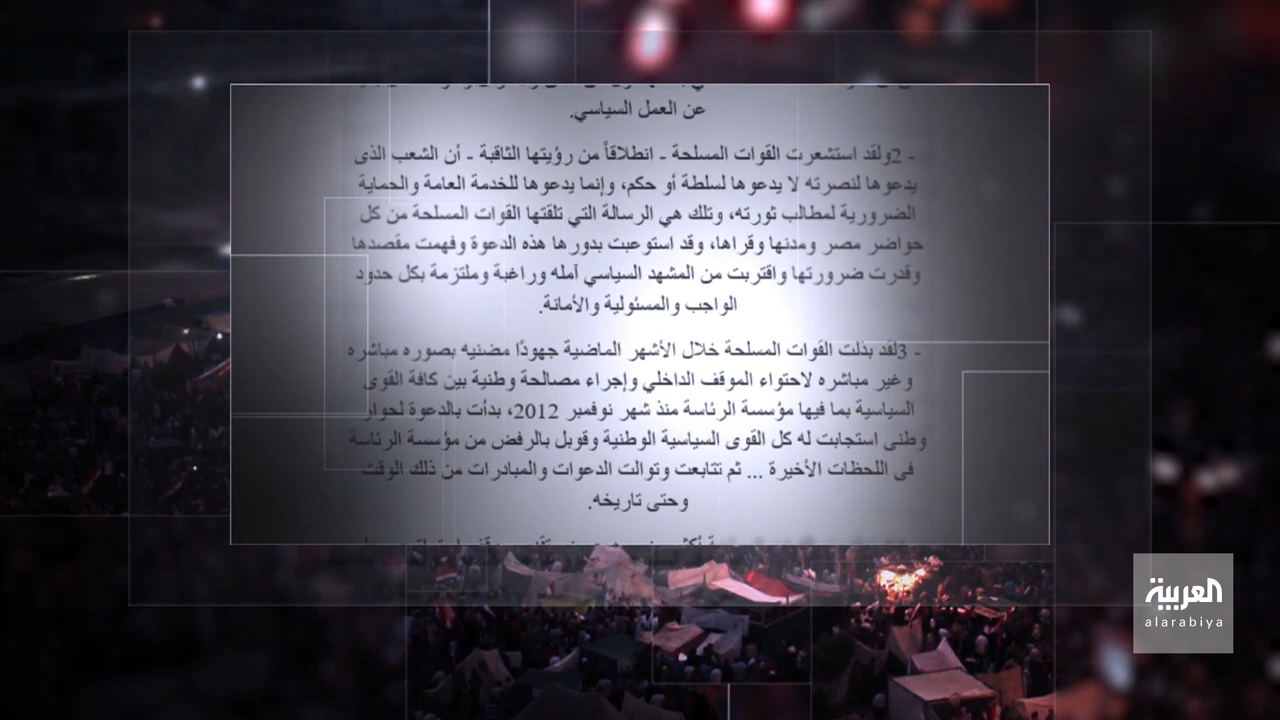 عن العمل السياسي.
- 2ولقد استشعرت القوات المسلحة - انطلاقاً من رؤيتها الثاقبة - أن الشعب الذى
يدعوها لنصرته لا يدعوها لسلطة أو حكم، وإنما يدعوها للخدمة العامة والحماية
الضرورية لمطالب ثورته، وتلك هي الرسالة التي تلقتها القوات المسلحة من كل
حواضر مصر ومدنها وقراها، وقد استوعبت بدورها هذه الدعوة وفهمت مقصدها
وقدرت ضرورتها واقتربت من المشهد السياسي آمله وراغبة وملتزمة بكل حدود
الواجب والمسئولية والأمانة.
- 3لقد بذلت القوات المسلحة خلال الأشهر الماضية جهودًا مضنيه بصوره مباشره
وغير مباشره لاحتواء الموقف الداخلي وإجراء مصالحة وطنية بين كافة القوى
السياسية بما فيها مؤسسة الرئاسة منذ شهر نوفمبر 2012، بدأت بالدعوة لحوار
وطنى استجابت له كل القوى السياسية الوطنية وقوبل بالرفض من مؤسسة الرئاسة
فى اللحظات الأخيرة ... ثم تتابعت وتوالت الدعوات والمبادرات من ذلك الوقت
وحتى تاريخه.
العربية
alarabiya